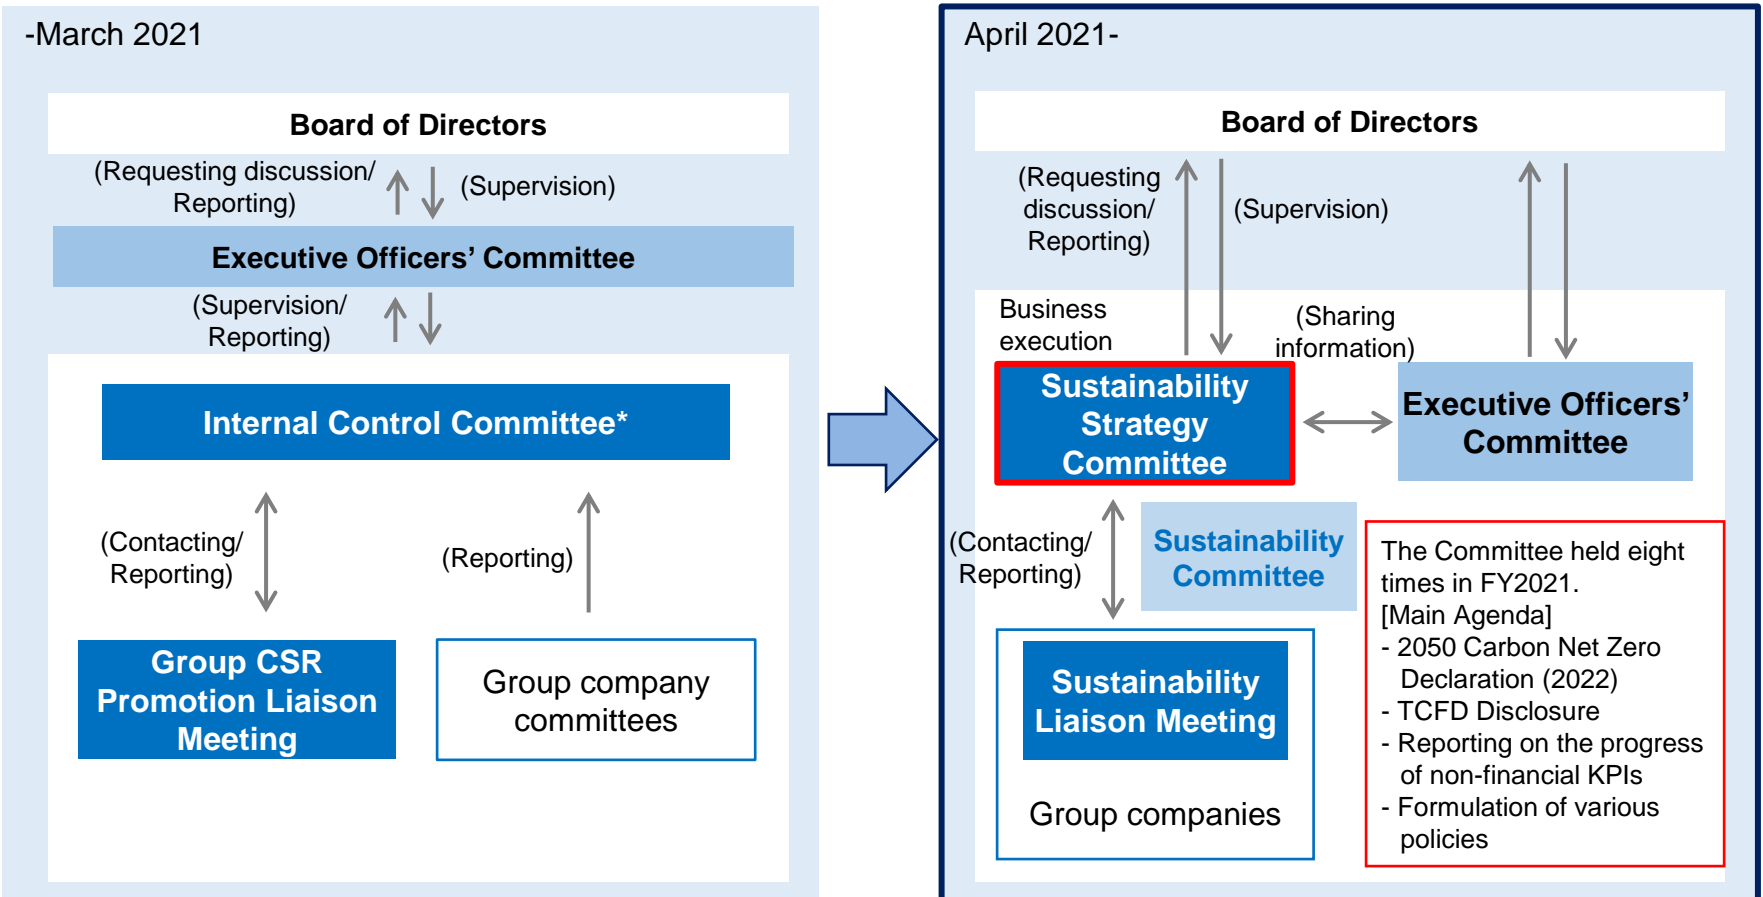 -March 2021
Board of Directors
(Requesting discussion/
Reporting)
(Supervision)
Executive Officers’ Committee
(Supervision/
Reporting)
Internal Control Committee*
(Contacting/
Reporting)
(Reporting)
Group CSR
Promotion Liaison
Meeting
Group company
committees
April 2021-
Board of Directors
(Requesting
discussion/
Reporting)
(Supervision)
Business
execution
(Sharing
information)
Sustainability
Strategy
Committee
Executive Officers’
Committee
(Contacting/
Reporting)
Sustainability
Committee
Sustainability
Liaison Meeting
Group companies
The Committee held eight
times in FY2021.
[Main Agenda]
- 2050 Carbon Net Zero
Declaration (2022)
- TCFD Disclosure
- Reporting on the progress
of non-financial KPIs
- Formulation of various
policies